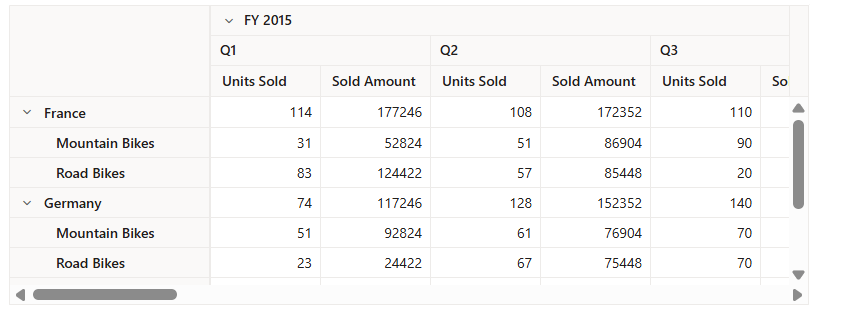 FY 2015
Q1 Q2 Q3
Units Sold Sold Amount Units Sold Sold Amount Units Sold So
France 114 177246 108 172352 110
Mountain Bikes 31 52824 51 86904 90
Road Bikes 83 124422 57 85448 20
Germany 74 117246 128 152352 140
Mountain Bikes 51 92824 61 76904 70
Road Bikes 23 24422 67 75448 70